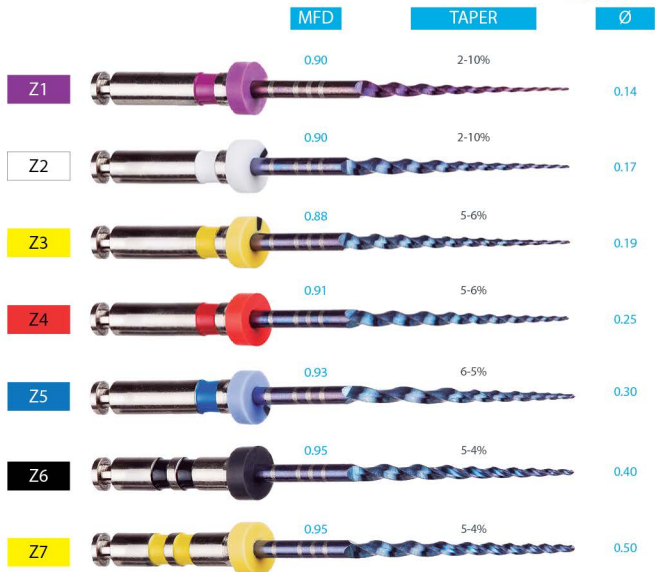 MFD TAPER Ø
0.90 2-10%
Z1 0.14
0.90 2-10%
Z2 0.17
0.88 5-6%
Z3 0.19
0.91 5-6%
Z4 0.25
0.93 6-5%
Z5 0.30
0.95 5-4%
Z6 0.40
0.95 5-4%
Z7 0.50